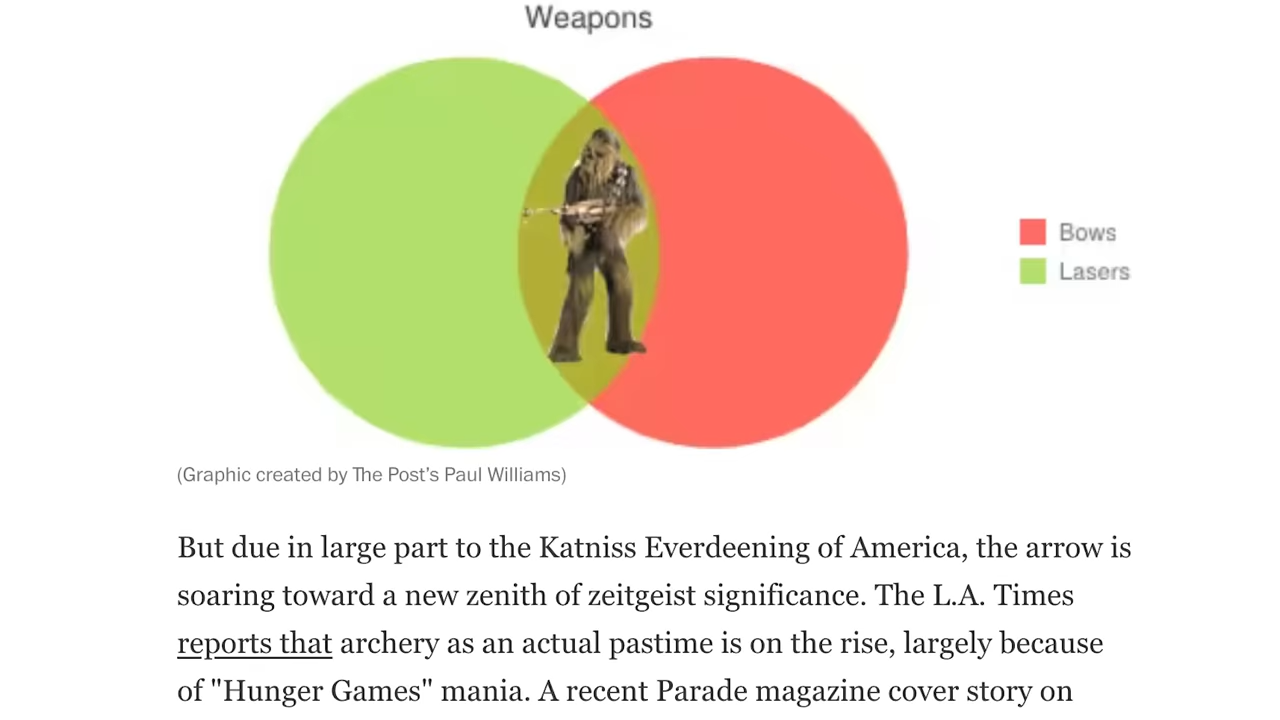 Weapons
Bows
Lasers
(Graphic created by The Post's Paul Williams)
But due in large part to the Katniss Everdeening of America, the arrow is
soaring toward a new zenith of zeitgeist significance. The L.A. Times
reports that archery as an actual pastime is on the rise, largely because
of "Hunger Games" mania. A recent Parade magazine cover story on